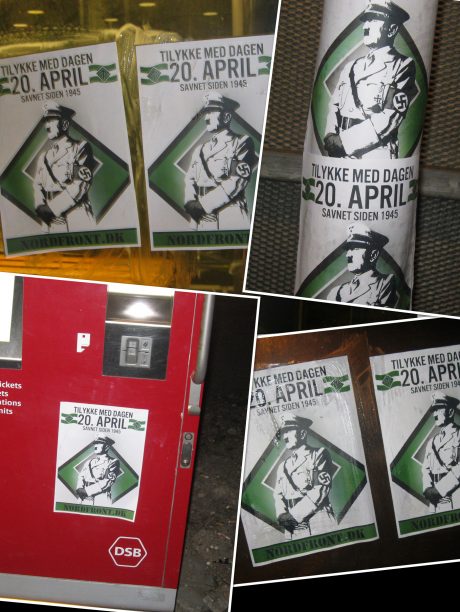 TILYKKE MED DAGEN
20. APRIL
SAVNET SIDEN 1945
NORDFRONT.DK
TILYKKE MED DAGEN
20. APRIL
SAVNET SIDEN 1945
NORDFRONT.DK
TILYKKE MED DAGEN
20. APRIL
SAVNET SIDEN 1945
TILYKKE MED DAGEN
20. APRIL
SAVNET SIDEN 1945
NORDFRONT.DK
DSB
KKE MED DAGEN
20. APRIL
SAVNET SIDEN 1945
NORDFRONT.DK
TILYKKE MED DAGEN
20. APRIL
SAVNET SIDEN 1945
NORDFRONT.DK